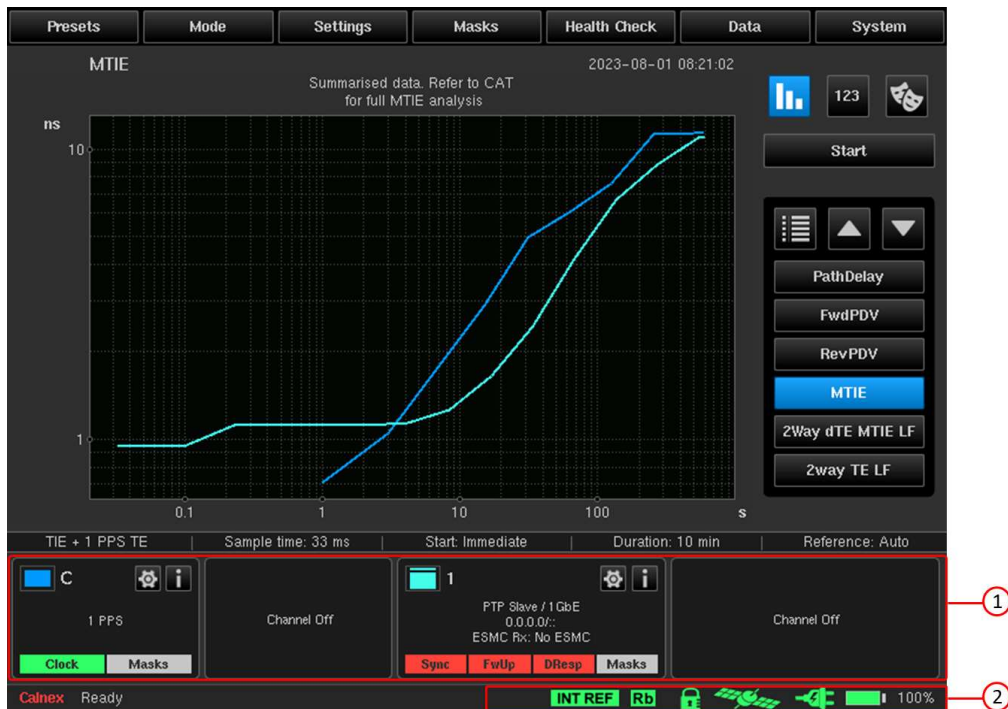 Presets Mode Settings Masks Health Check Data System
MTIE
2023-08-01 08:21:02
Summarised data. Refer to CAT
for full MTIE analysis
123
ns
10
1
0.1 1 10 100 s
Start
PathDelay
FwdPDV
RevPDV
MTIE
2Way dTE MTIE LF
2way TE LF
TIE + 1 PPS TE | Sample time: 33 ms | Start: Immediate | Duration: 10 min | Reference: Auto
C i
1 PPS
Clock Masks
Channel Off
1 i
PTP Slave / 1GbE
0.0.0.0/::
ESMC Rx: No ESMC
Sync FwUp DResp Masks
Channel Off
1
Calnex Ready INT REF Rb 100%
2